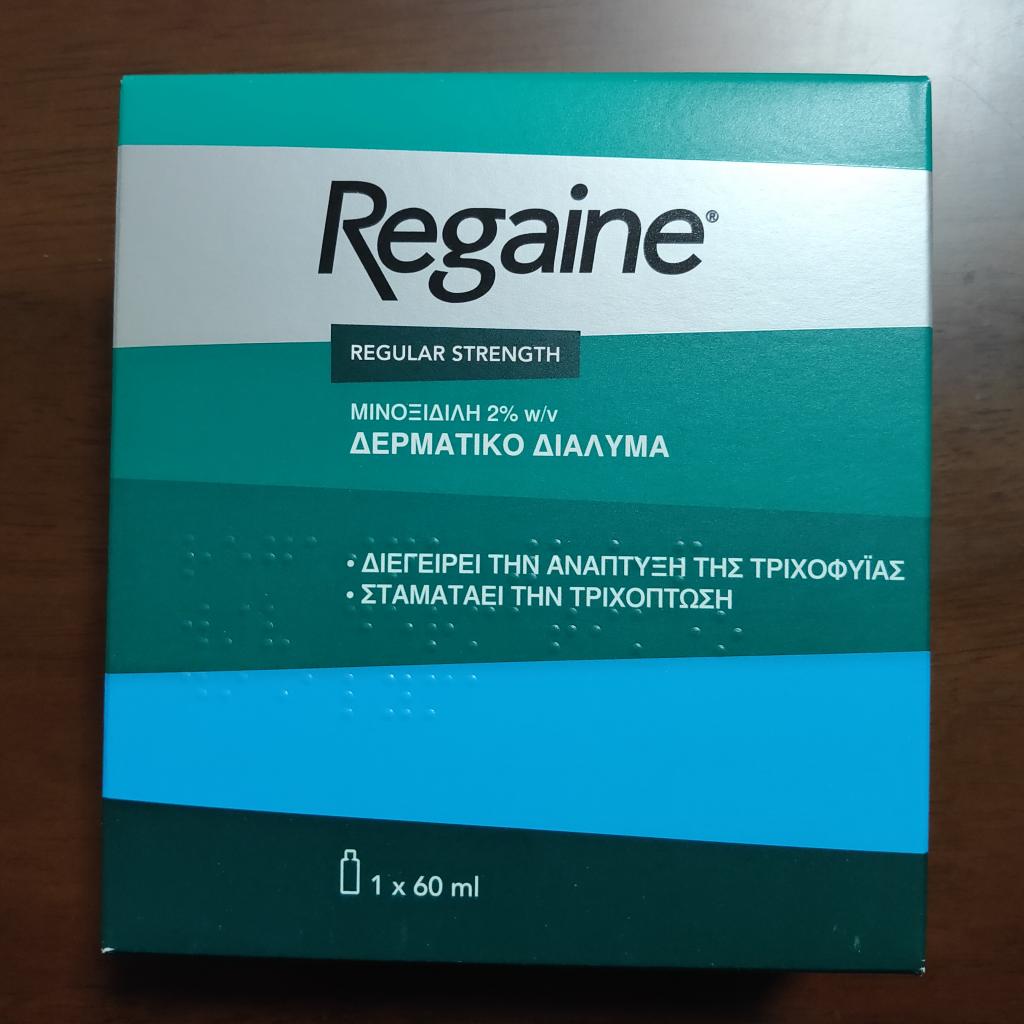 Regaine®
REGULAR STRENGTH
ΜΙΝΟΞΙΔΙΛΗ 2% w/v
ΔΕΡΜΑΤΙΚΟ ΔΙΑΛΥΜΑ
• ΔΙΕΓΕΙΡΕΙ ΤΗΝ ΑΝΑΠΤΥΞΗ ΤΗΣ ΤΡΙΧΟΦΥΪΑΣ
• ΣΤΑΜΑΤΑΕΙ ΤΗΝ ΤΡΙΧΟΠΤΩΣΗ
1 x 60 ml